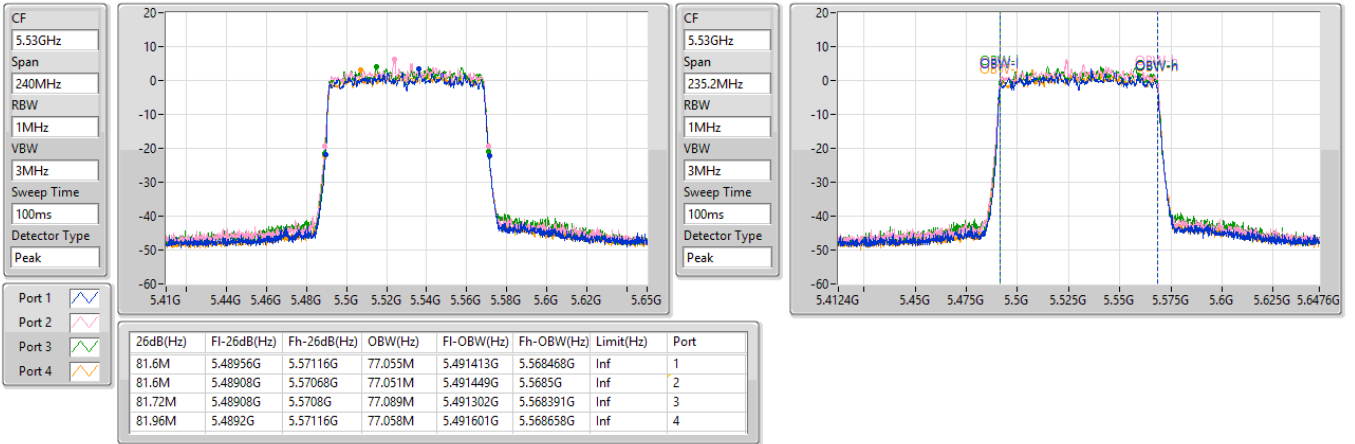 CF
5.53GHz
Span
240MHz
RBW
1MHz
VBW
3MHz
Sweep Time
100ms
Detector Type
Peak
20
10
0
-10
-20
-30
-40
-50
-60
5.41G 5.44G 5.46G 5.48G 5.5G 5.52G 5.54G 5.56G 5.58G 5.6G 5.62G 5.65G
CF
5.53GHz
Span
235.2MHz
RBW
1MHz
VBW
3MHz
Sweep Time
100ms
Detector Type
Peak
20
10
0
-10
-20
-30
-40
-50
-60
OBW-l OBW-h
5.4124G 5.45G 5.475G 5.5G 5.525G 5.55G 5.575G 5.6G 5.625G 5.6476G
Port 1
Port 2
Port 3
Port 4
26dB(Hz) Fl-26dB(Hz) Fh-26dB(Hz) OBW(Hz) Fl-OBW(Hz) Fh-OBW(Hz) Limit(Hz) Port
81.6M 5.48956G 5.57116G 77.055M 5.491413G 5.568468G Inf 1
81.6M 5.48908G 5.57068G 77.051M 5.491449G 5.5685G Inf 2
81.72M 5.48908G 5.5708G 77.089M 5.491302G 5.568391G Inf 3
81.96M 5.4892G 5.57116G 77.058M 5.491601G 5.568658G Inf 4